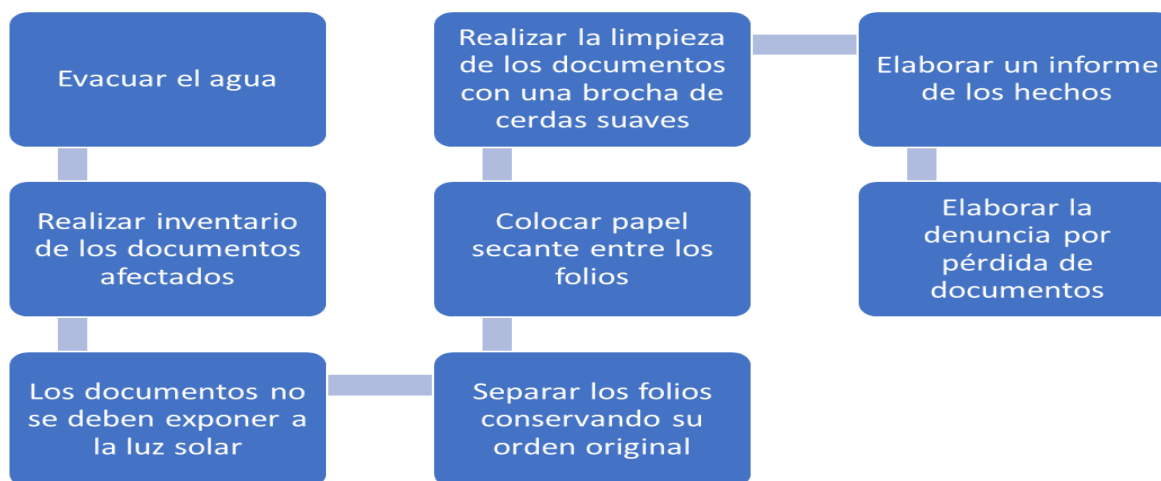 Evacuar el agua
Realizar inventario
de los documentos
afectados
Los documentos no
se deben exponer a
la luz solar
Separar los folios
conservando su
orden original
Colocar papel
secante entre los
folios
Realizar la limpieza
de los documentos
con una brocha de
cerdas suaves
Elaborar un informe
de los hechos
Elaborar la
denuncia por
pérdida de
documentos